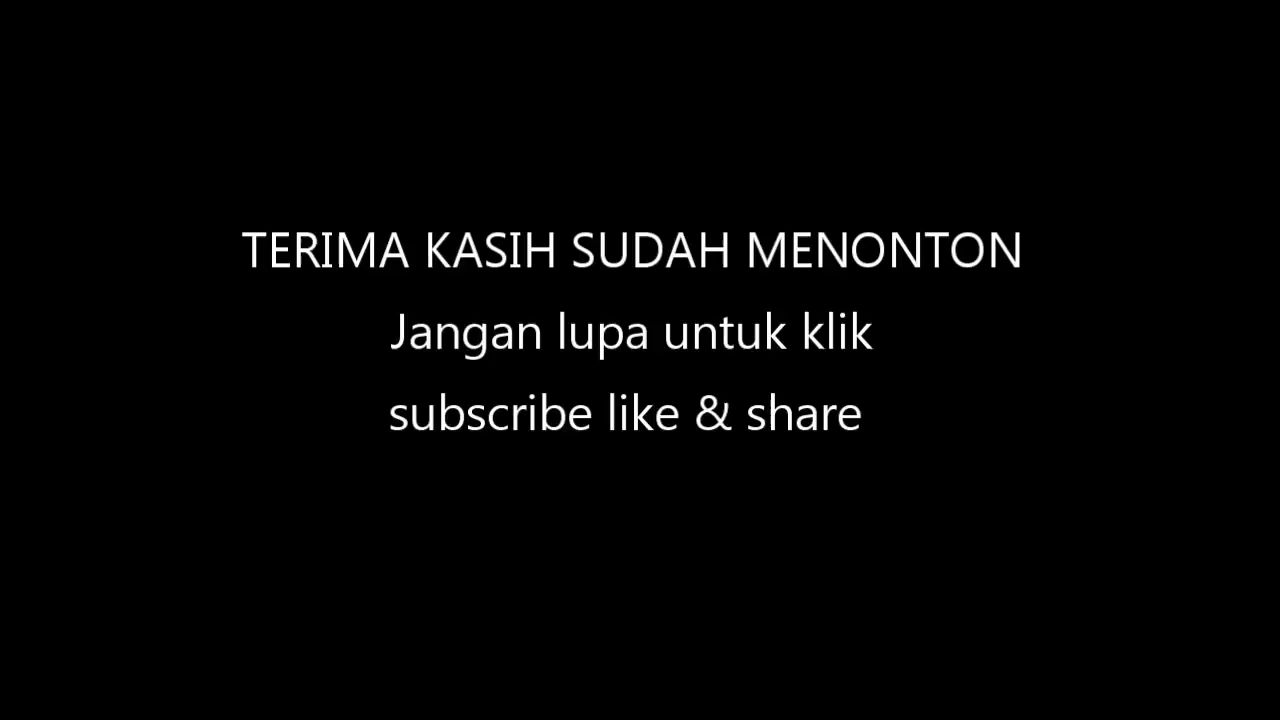 TERIMA KASIH SUDAH MENONTON
Jangan lupa untuk klik
subscribe like & share